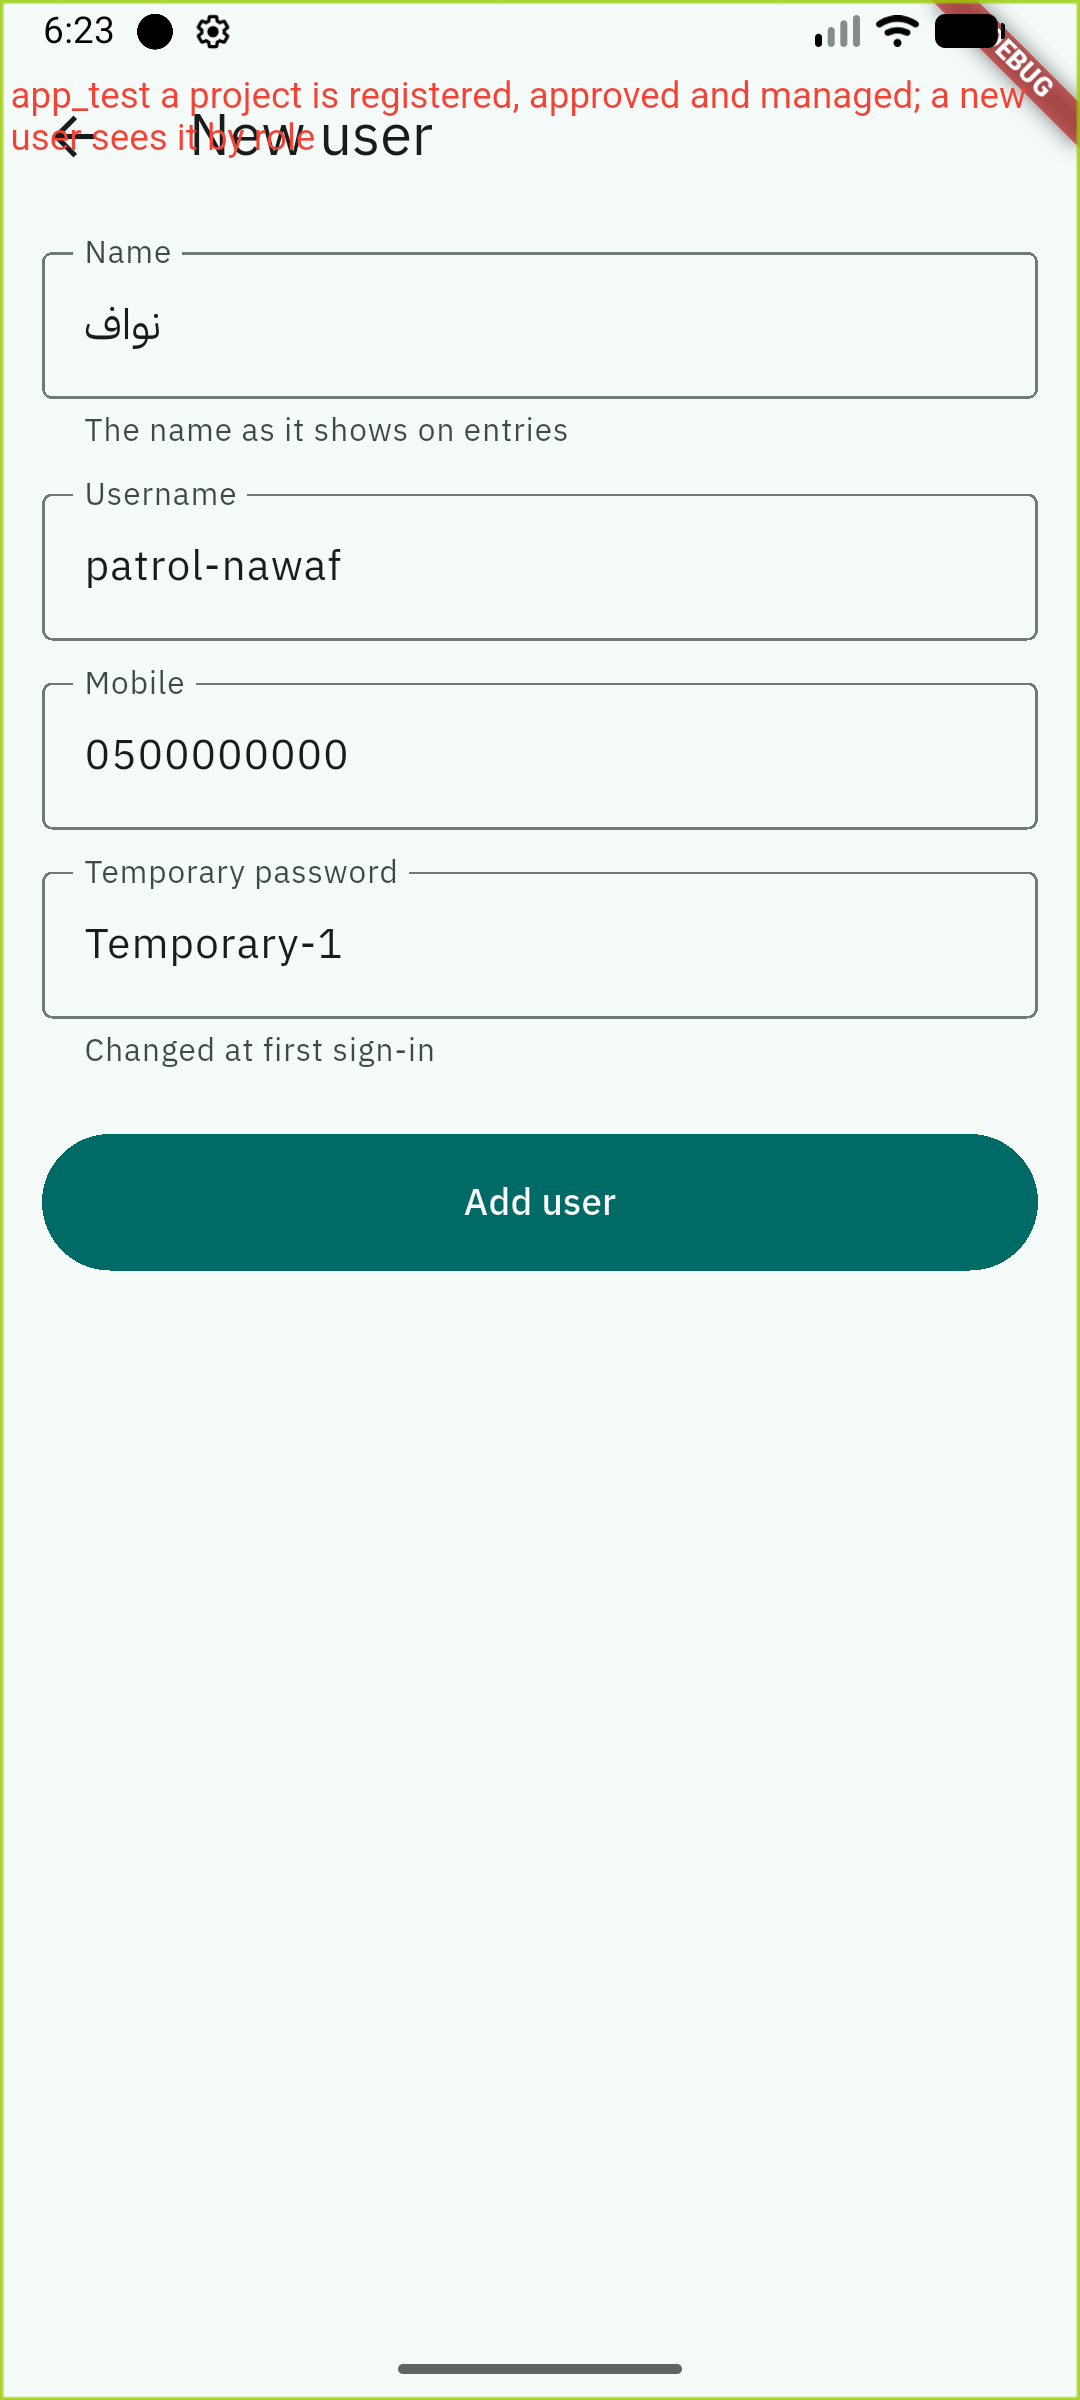 6:23
EBUG
app_test a project is registered, approved and managed; a new
user sees it by role
New user
Name
نواف
The name as it shows on entries
Username
patrol-nawaf
Mobile
0500000000
Temporary password
Temporary-1
Changed at first sign-in
Add user